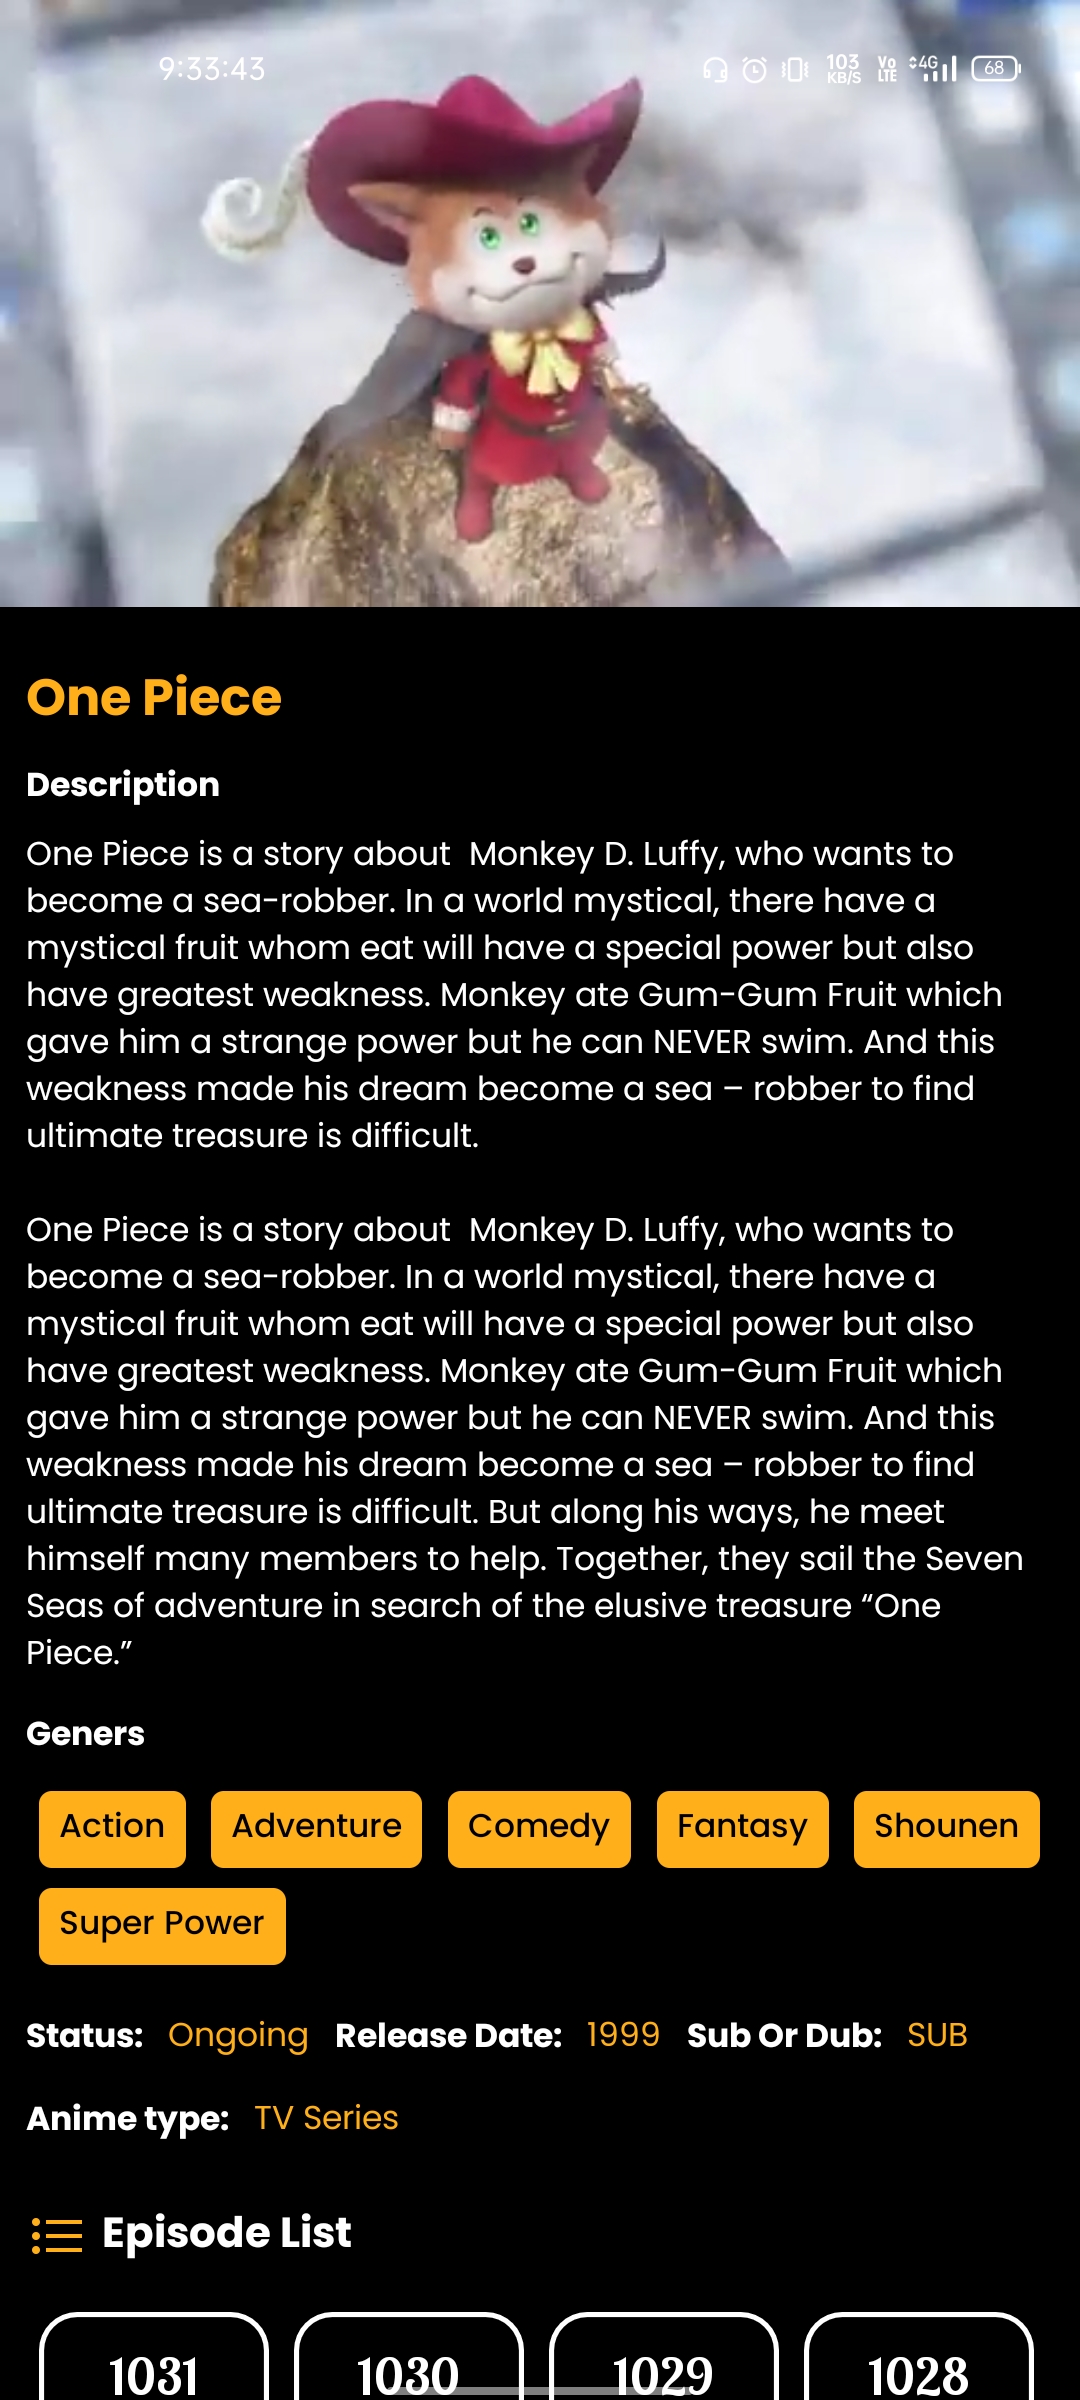 9:33:43 103 KB/S Vo LTE 4G 68
One Piece
Description
One Piece is a story about  Monkey D. Luffy, who wants to
become a sea-robber. In a world mystical, there have a
mystical fruit whom eat will have a special power but also
have greatest weakness. Monkey ate Gum-Gum Fruit which
gave him a strange power but he can NEVER swim. And this
weakness made his dream become a sea – robber to find
ultimate treasure is difficult.
One Piece is a story about  Monkey D. Luffy, who wants to
become a sea-robber. In a world mystical, there have a
mystical fruit whom eat will have a special power but also
have greatest weakness. Monkey ate Gum-Gum Fruit which
gave him a strange power but he can NEVER swim. And this
weakness made his dream become a sea – robber to find
ultimate treasure is difficult. But along his ways, he meet
himself many members to help. Together, they sail the Seven
Seas of adventure in search of the elusive treasure “One
Piece.”
Geners
Action Adventure Comedy Fantasy Shounen
Super Power
Status: Ongoing Release Date: 1999 Sub Or Dub: SUB
Anime type: TV Series
Episode List
1031 1030 1029 1028